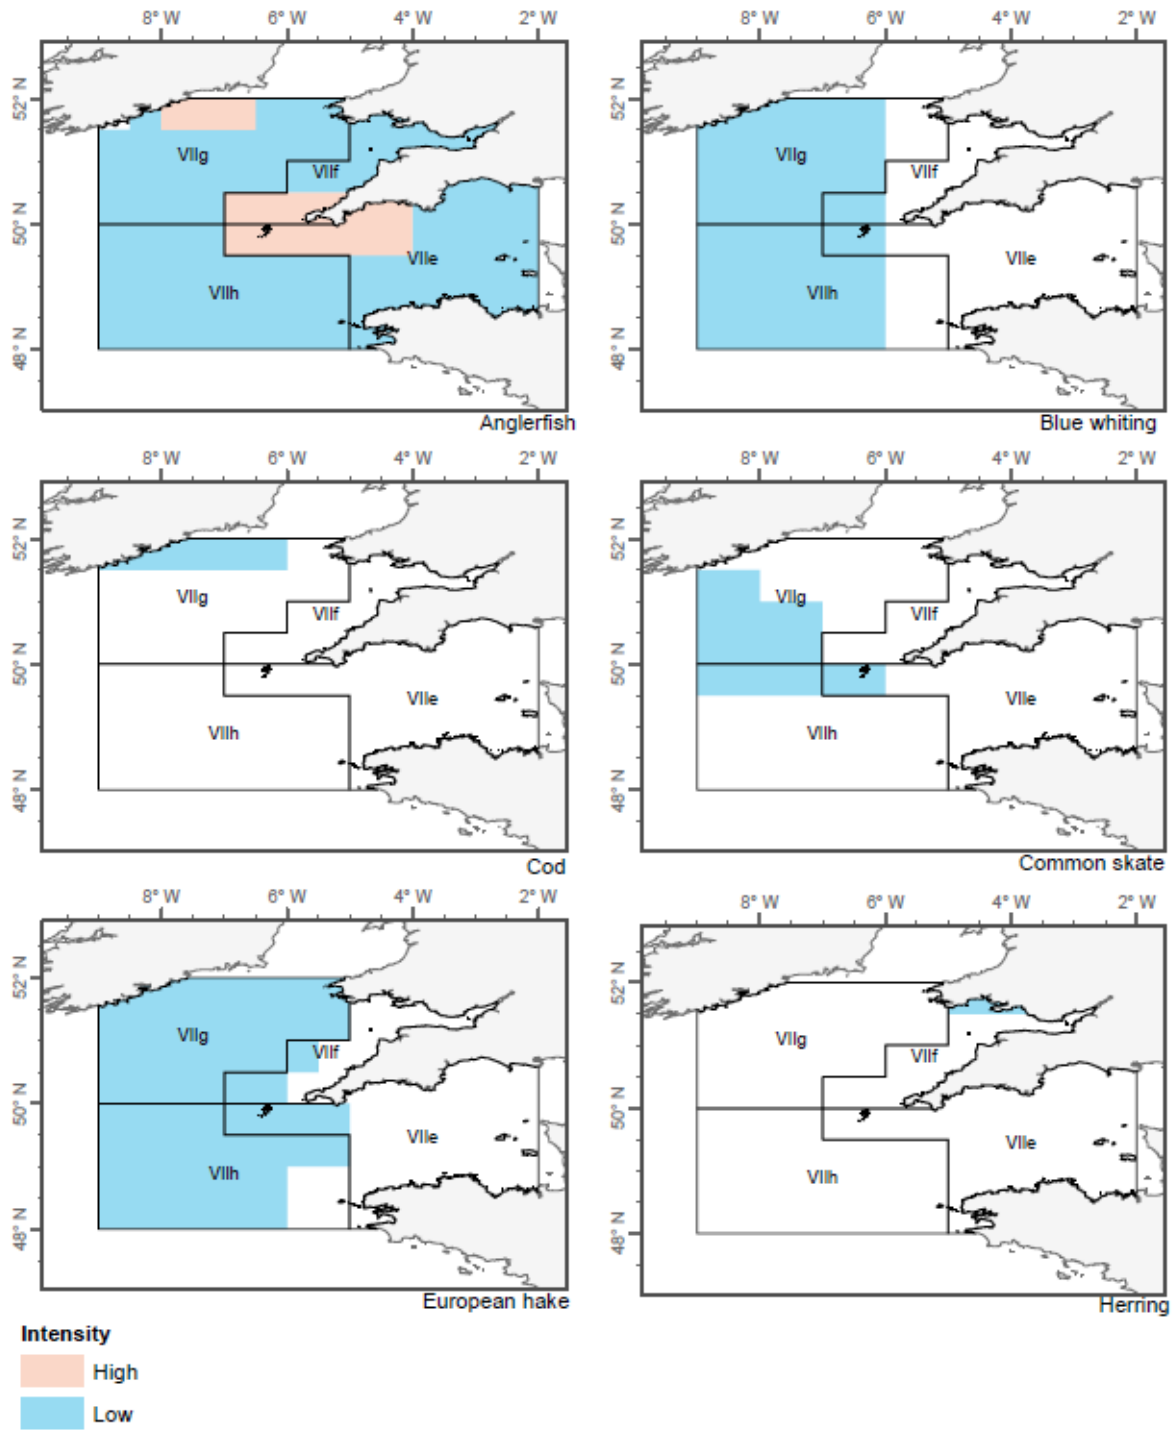 8° W 6° W 4° W 2° W 8° W 6° W 4° W 2° W
52° N 52° N
VIIg VIIg
VIIf VIIf
50° N 50° N
VIIe VIIe
VIIh VIIh
48° N 48° N
Anglerfish Blue whiting
8° W 6° W 4° W 2° W 8° W 6° W 4° W 2° W
52° N 52° N
VIIg VIIg
VIIf VIIf
50° N 50° N
VIIe VIIe
VIIh VIIh
48° N 48° N
Cod Common skate
8° W 6° W 4° W 2° W 8° W 6° W 4° W 2° W
52° N 52° N
VIIg VIIg
VIIf VIIf
50° N 50° N
VIIe VIIe
VIIh VIIh
48° N 48° N
European hake Herring
Intensity
High
Low